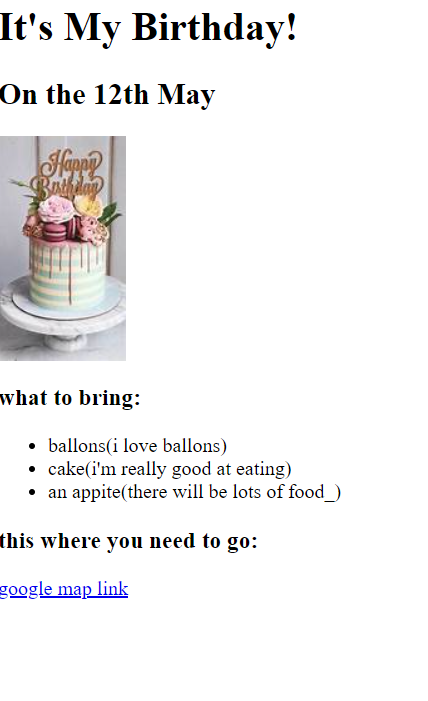 It's My Birthday!
On the 12th May
Happy
Birthday
what to bring:
ballons(i love ballons)
cake(i'm really good at eating)
an appite(there will be lots of food_)
this where you need to go:
google map link